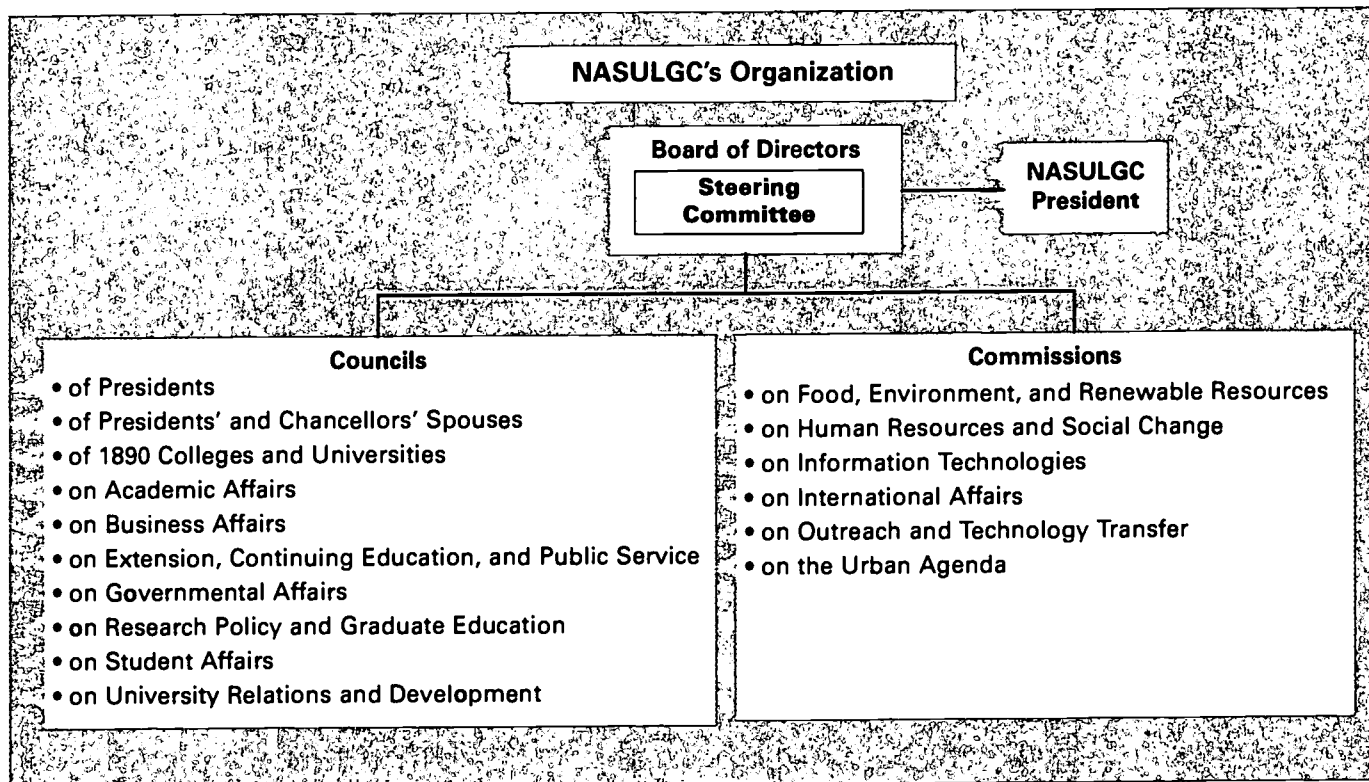 NASULGC's Organization
Board of Directors
Steering
Committee
NASULGC
President
Councils
• of Presidents
• of Presidents' and Chancellors' Spouses
• of 1890 Colleges and Universities
• on Academic Affairs
• on Business Affairs
• on Extension, Continuing Education, and Public Service
• on Governmental Affairs
• on Research Policy and Graduate Education
• on Student Affairs
• on University Relations and Development
Commissions
• on Food, Environment, and Renewable Resources
• on Human Resources and Social Change
• on Information Technologies
• on International Affairs
• on Outreach and Technology Transfer
• on the Urban Agenda